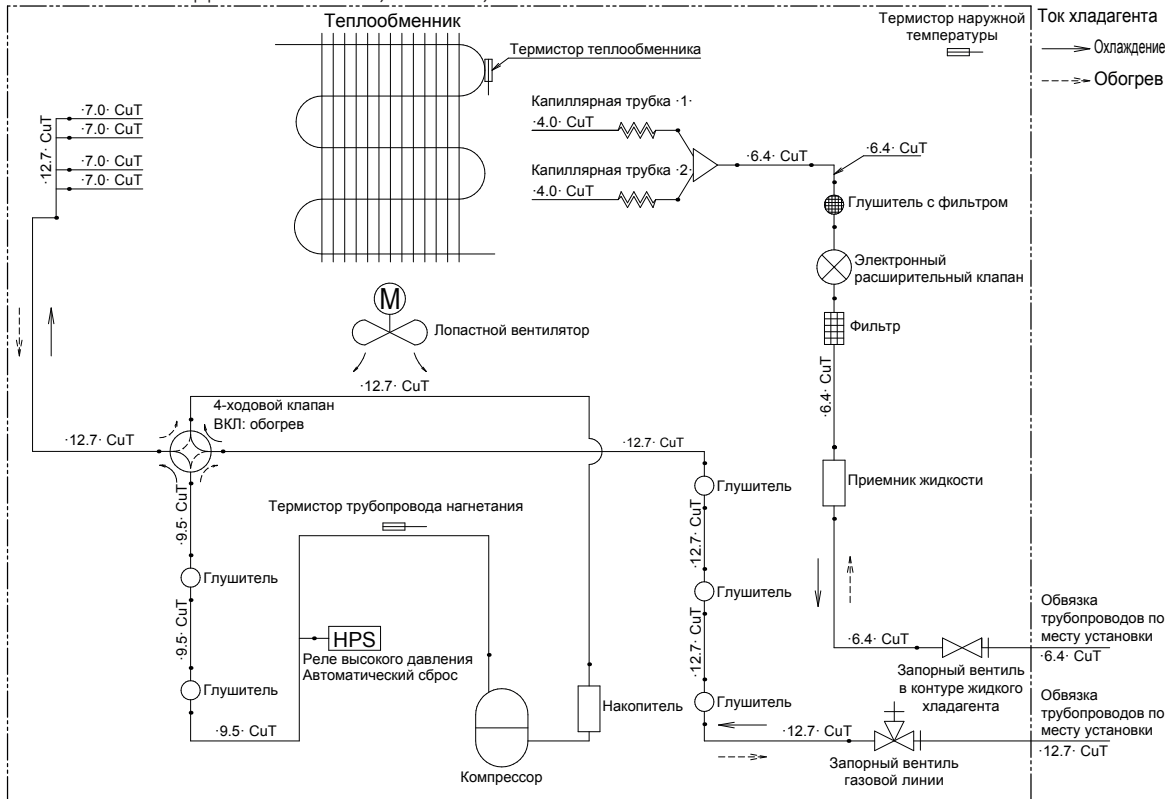 Теплообменник
Термистор теплообменника
Термистор наружной
температуры
Ток хладагента
Охлаждение
Обогрев
·7.0· CuT
·7.0· CuT
·7.0· CuT
·7.0· CuT
·12.7· CuT
Капиллярная трубка ·1·
·4.0· CuT
Капиллярная трубка ·2·
·4.0· CuT
·6.4· CuT
·6.4· CuT
Глушитель с фильтром
Электронный
расширительный клапан
Фильтр
·6.4· CuT
M
Лопастной вентилятор
·12.7· CuT
4-ходовой клапан
ВКЛ: обогрев
·12.7· CuT
·12.7· CuT
Приемник жидкости
Глушитель
·9.5· CuT
Термистор трубопровода нагнетания
·12.7· CuT
Глушитель
Глушитель
·9.5· CuT
HPS
Реле высокого давления
Автоматический сброс
·12.7· CuT
Обвязка
трубопроводов по
месту установки
·6.4· CuT
·6.4· CuT
Запорный вентиль
в контуре жидкого
хладагента
Глушитель
Накопитель
Глушитель
Обвязка
трубопроводов по
месту установки
·12.7· CuT
·9.5· CuT
·12.7· CuT
Компрессор
Запорный вентиль
газовой линии